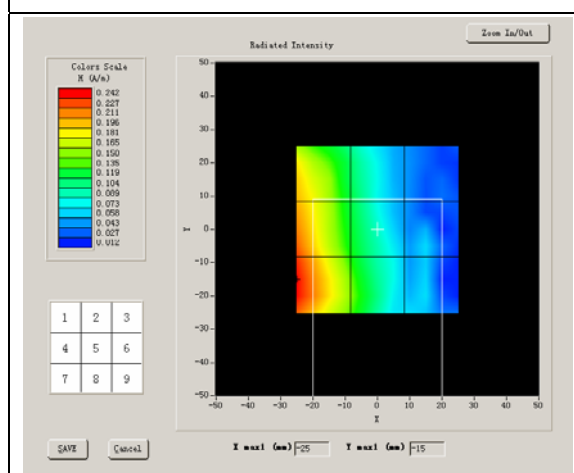 Zoom In/Out
Radiated Intensity
Colors Scale
H (A/m)
0.242
0.227
0.211
0.196
0.181
0.165
0.150
0.135
0.119
0.104
0.089
0.073
0.058
0.043
0.027
0.012
50
40
30
20
10
0
-10
-20
-30
-40
-50
Y
-50 -40 -30 -20 -10 0 10 20 30 40 50
X
1 2 3
4 5 6
7 8 9
SAVE Cancel
X maxi (mm) -25 Y maxi (mm) -15